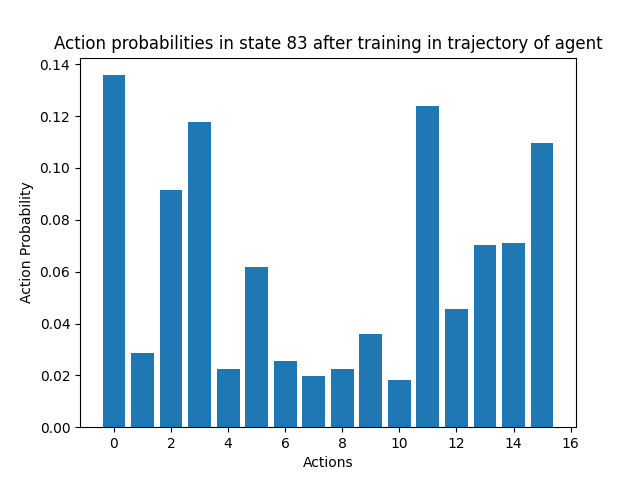 Action probabilities in state 83 after training in trajectory of agent
0.14
0.12
0.10
0.08
0.06
0.04
0.02
0.00
Action Probability
0 2 4 6 8 10 12 14 16
Actions